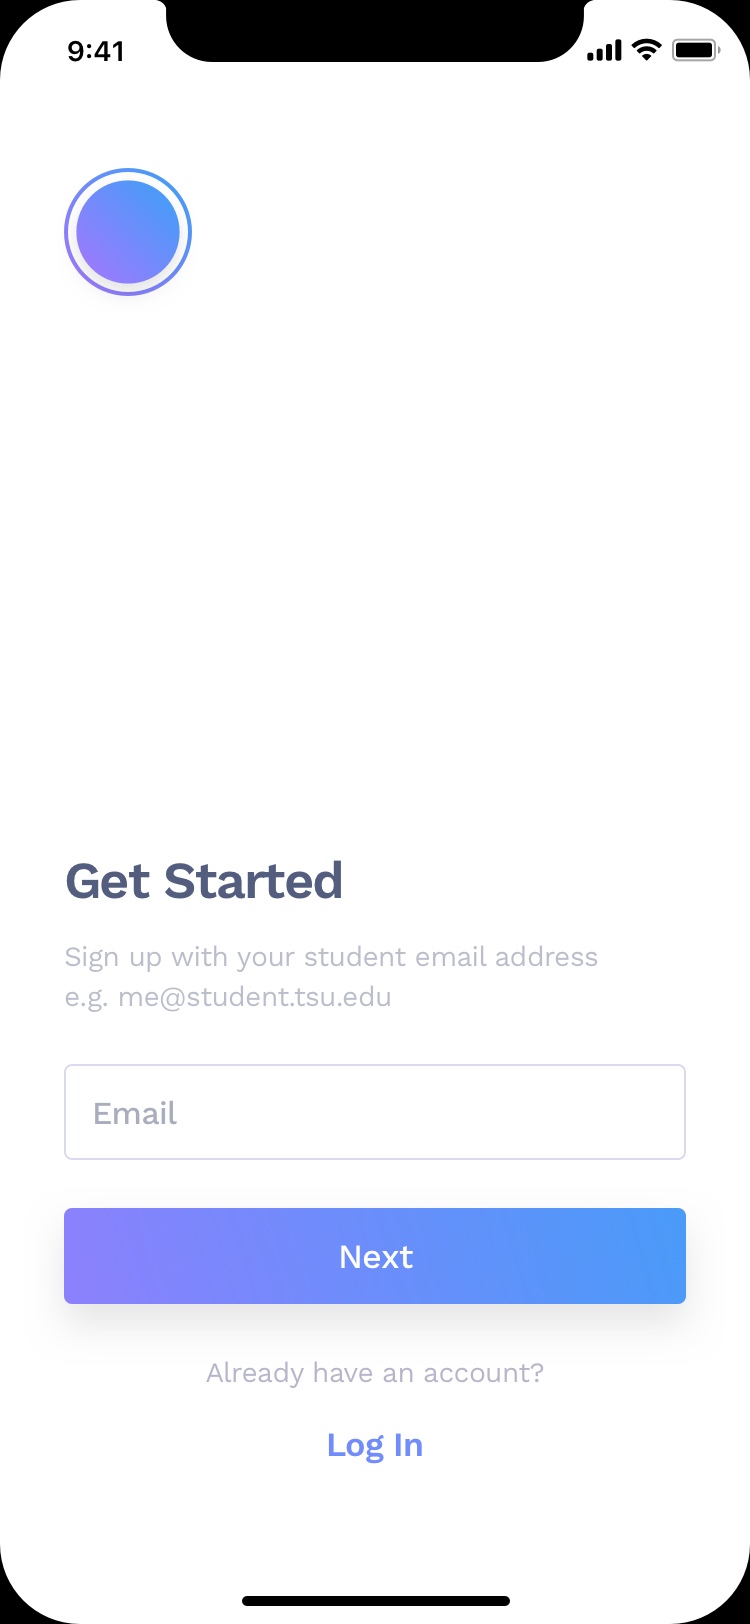 9:41
Get Started
Sign up with your student email address
e.g. me@student.tsu.edu
Email
Next
Already have an account?
Log In